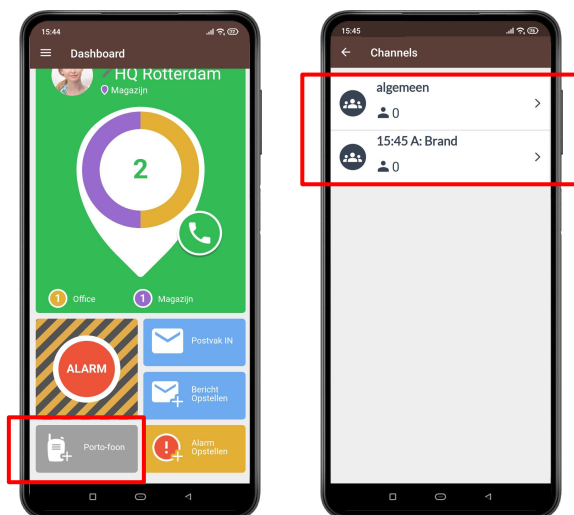 15:44
Dashboard
HQ Rotterdam
Magazijn
2
1 Office
1 Magazijn
ALARM
Postvak IN
Bericht
Opstellen
Porto-foon
Alarm
Opstellen
15:45
Channels
algemeen
0
15:45 A: Brand
0